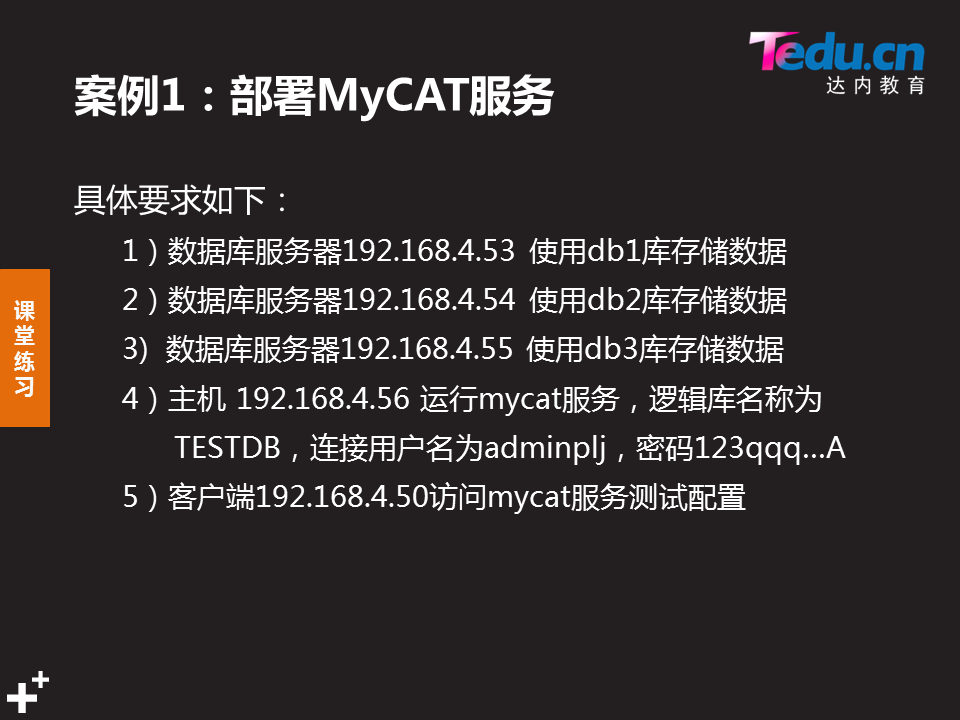 Tedu.cn
达内教育
案例1：部署MyCAT服务
具体要求如下：
1）数据库服务器192.168.4.53 使用db1库存储数据
2）数据库服务器192.168.4.54 使用db2库存储数据
3) 数据库服务器192.168.4.55 使用db3库存储数据
4）主机 192.168.4.56 运行mycat服务，逻辑库名称为
TESTDB，连接用户名为adminplj，密码123qqq…A
5）客户端192.168.4.50访问mycat服务测试配置
课堂练习